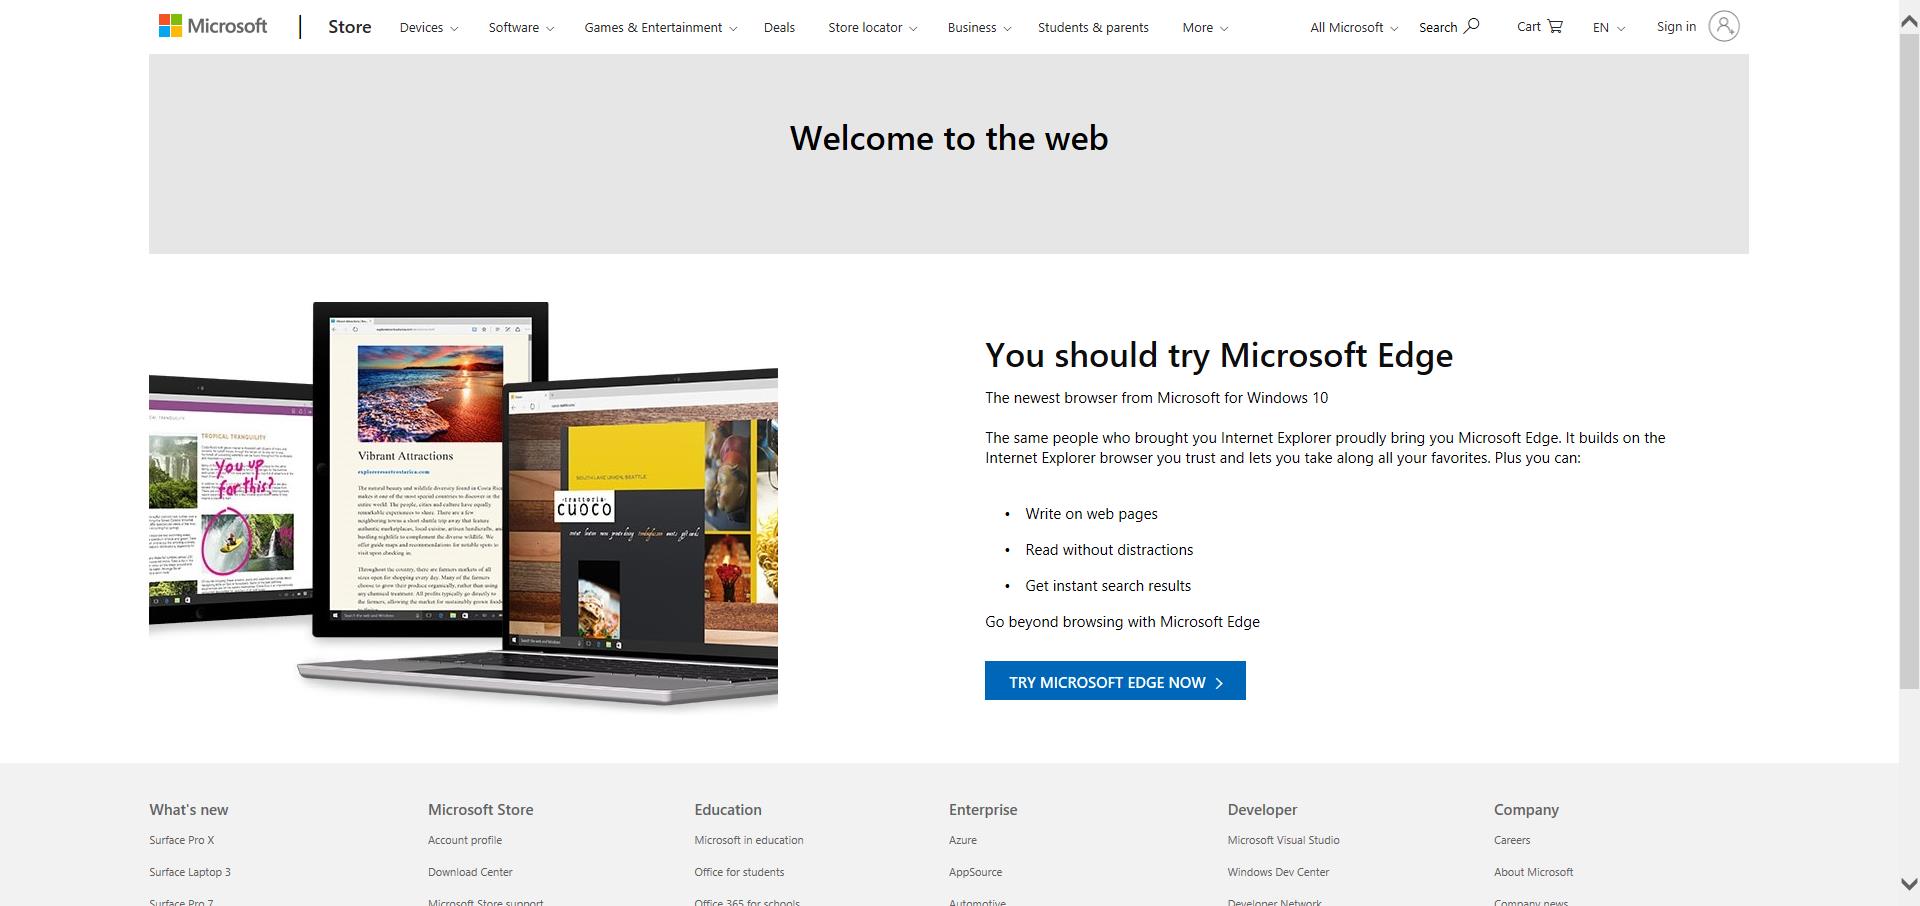 Microsoft
Store
Devices
Software
Games & Entertainment
Deals
Store locator
Business
Students & parents
More
All Microsoft
Search
Cart
EN
Sign in
Welcome to the web
TROPICAL TRANQUILITY
You up
for this?
Vibrant Attractions
SOUTH LAKE UNION, SEATTLE
trattoria
cuoco
You should try Microsoft Edge
The newest browser from Microsoft for Windows 10
The same people who brought you Internet Explorer proudly bring you Microsoft Edge. It builds on the
Internet Explorer browser you trust and lets you take along all your favorites. Plus you can:
• Write on web pages
• Read without distractions
• Get instant search results
Go beyond browsing with Microsoft Edge
TRY MICROSOFT EDGE NOW
What's new
Microsoft Store
Education
Enterprise
Developer
Company
Surface Pro X
Account profile
Microsoft in education
Azure
Microsoft Visual Studio
Careers
Surface Laptop 3
Download Center
Office for students
AppSource
Windows Dev Center
About Microsoft
Surface Pro 7
Microsoft Store support
Office 365 for schools
Automotive
Developer Network
Company news